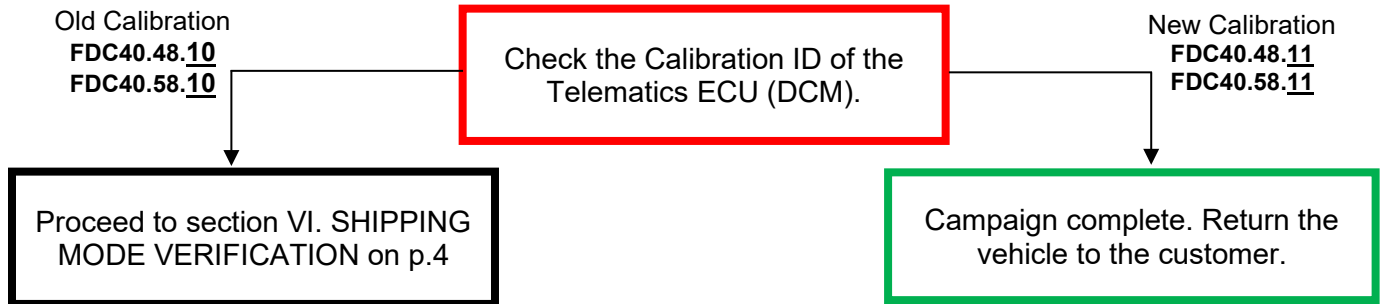 Old Calibration
FDC40.48.10
FDC40.58.10
Check the Calibration ID of the
Telematics ECU (DCM).
New Calibration
FDC40.48.11
FDC40.58.11
Proceed to section VI. SHIPPING
MODE VERIFICATION on p.4
Campaign complete. Return the
vehicle to the customer.